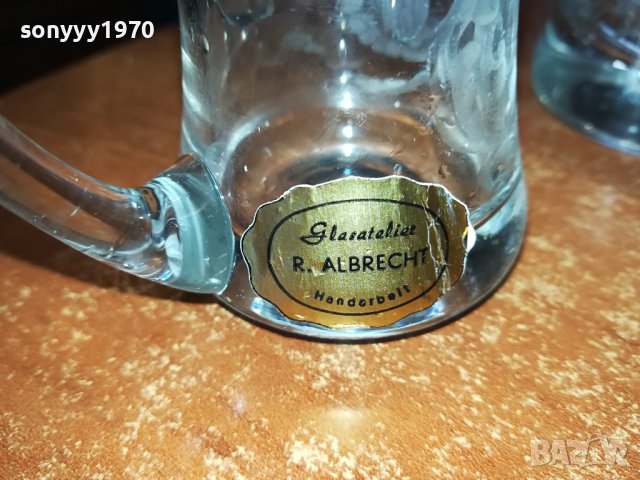 sonyyy1970
Glasatelier
R. ALBRECHT
Handarbeit
BAZAR